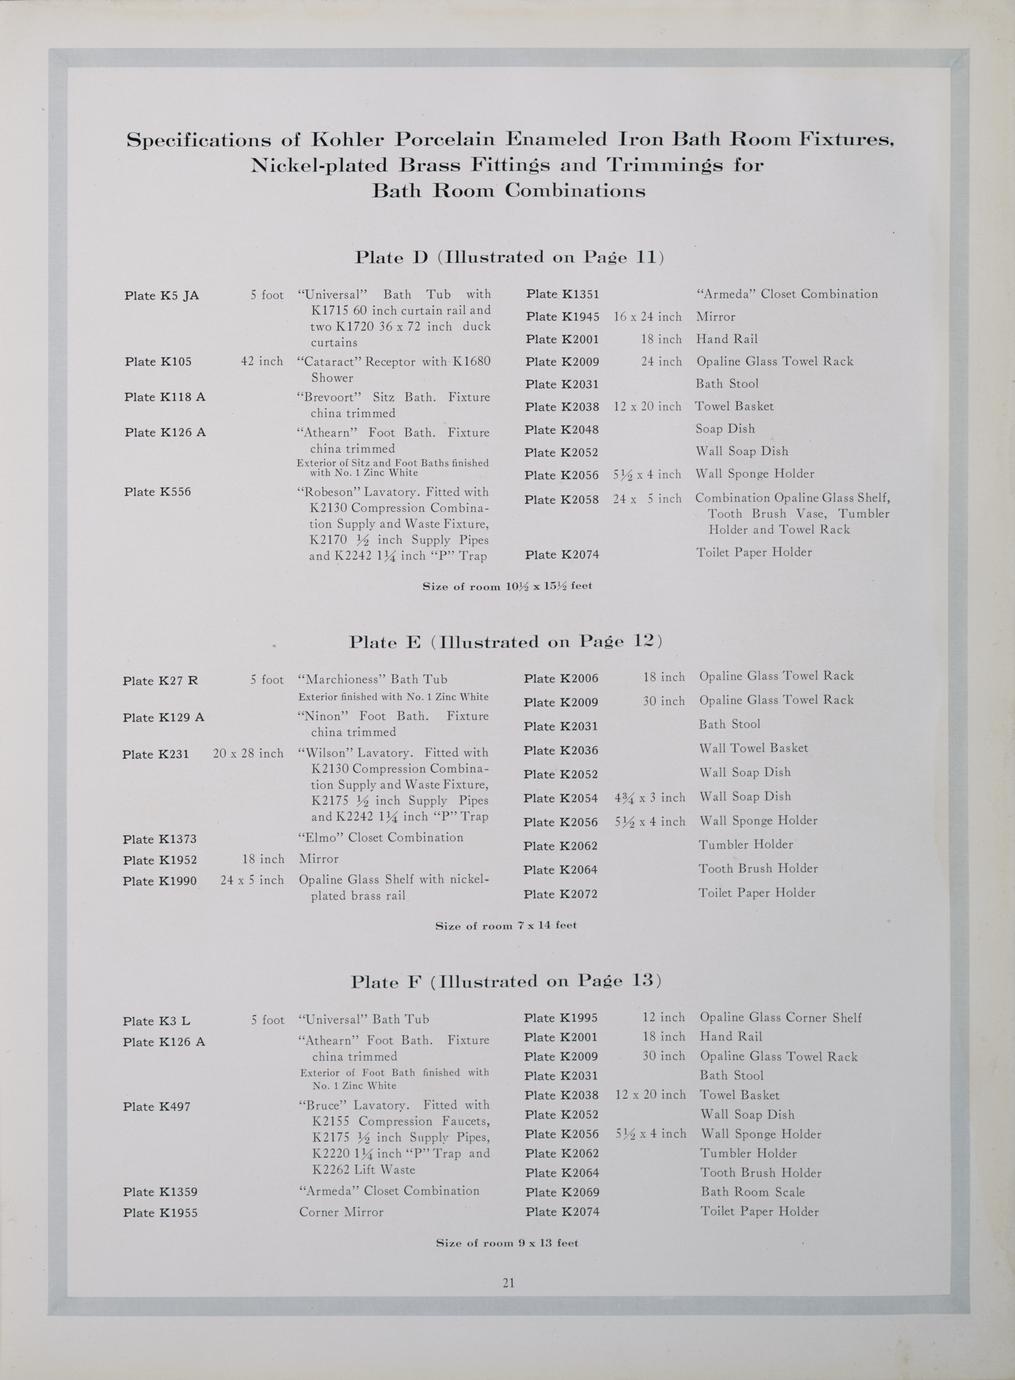 Specifications of Kohler Porcelain Enameled Iron Bath Room Fixtures,
Nickel-plated Brass Fittings and Trimmings for
Bath Room Combinations
Plate D (Illustrated on Page 11)
Plate K5 JA 5 foot “Universal” Bath Tub with
K1715 60 inch curtain rail and
two K1720 36 x 72 inch duck
curtains
Plate K105 42 inch “Cataract” Receptor with K1680
Shower
Plate K118 A “Brevoort” Sitz Bath. Fixture
china trimmed
Plate K126 A “Athearn” Foot Bath. Fixture
china trimmed
Exterior of Sitz and Foot Baths finished
with No. 1 Zinc White
Plate K556 “Robeson” Lavatory. Fitted with
K2130 Compression Combina-
tion Supply and Waste Fixture,
K2170 ½ inch Supply Pipes
and K2242 1¼ inch “P” Trap
Plate K1351 “Armeda” Closet Combination
Plate K1945 16 x 24 inch Mirror
Plate K2001 18 inch Hand Rail
Plate K2009 24 inch Opaline Glass Towel Rack
Plate K2031 Bath Stool
Plate K2038 12 x 20 inch Towel Basket
Plate K2048 Soap Dish
Plate K2052 Wall Soap Dish
Plate K2056 5½ x 4 inch Wall Sponge Holder
Plate K2058 24 x 5 inch Combination Opaline Glass Shelf,
Tooth Brush Vase, Tumbler
Holder and Towel Rack
Plate K2074 Toilet Paper Holder
Size of room 10½ x 15½ feet
Plate E (Illustrated on Page 12)
Plate K27 R 5 foot “Marchioness” Bath Tub
Exterior finished with No. 1 Zinc White
Plate K129 A “Ninon” Foot Bath. Fixture
china trimmed
Plate K231 20 x 28 inch “Wilson” Lavatory. Fitted with
K2130 Compression Combina-
tion Supply and Waste Fixture,
K2175 ½ inch Supply Pipes
and K2242 1¼ inch “P” Trap
Plate K1373 “Elmo” Closet Combination
Plate K1952 18 inch Mirror
Plate K1990 24 x 5 inch Opaline Glass Shelf with nickel-
plated brass rail
Plate K2006 18 inch Opaline Glass Towel Rack
Plate K2009 30 inch Opaline Glass Towel Rack
Plate K2031 Bath Stool
Plate K2036 Wall Towel Basket
Plate K2052 Wall Soap Dish
Plate K2054 4¾ x 3 inch Wall Soap Dish
Plate K2056 5½ x 4 inch Wall Sponge Holder
Plate K2062 Tumbler Holder
Plate K2064 Tooth Brush Holder
Plate K2072 Toilet Paper Holder
Size of room 7 x 14 feet
Plate F (Illustrated on Page 13)
Plate K3 L 5 foot “Universal” Bath Tub
Plate K126 A “Athearn” Foot Bath. Fixture
china trimmed
Exterior of Foot Bath finished with
No. 1 Zinc White
Plate K497 “Bruce” Lavatory. Fitted with
K2155 Compression Faucets,
K2175 ½ inch Supply Pipes,
K2220 1¼ inch “P” Trap and
K2262 Lift Waste
Plate K1359 “Armeda” Closet Combination
Plate K1955 Corner Mirror
Plate K1995 12 inch Opaline Glass Corner Shelf
Plate K2001 18 inch Hand Rail
Plate K2009 30 inch Opaline Glass Towel Rack
Plate K2031 Bath Stool
Plate K2038 12 x 20 inch Towel Basket
Plate K2052 Wall Soap Dish
Plate K2056 5½ x 4 inch Wall Sponge Holder
Plate K2062 Tumbler Holder
Plate K2064 Tooth Brush Holder
Plate K2069 Bath Room Scale
Plate K2074 Toilet Paper Holder
Size of room 9 x 13 feet
21